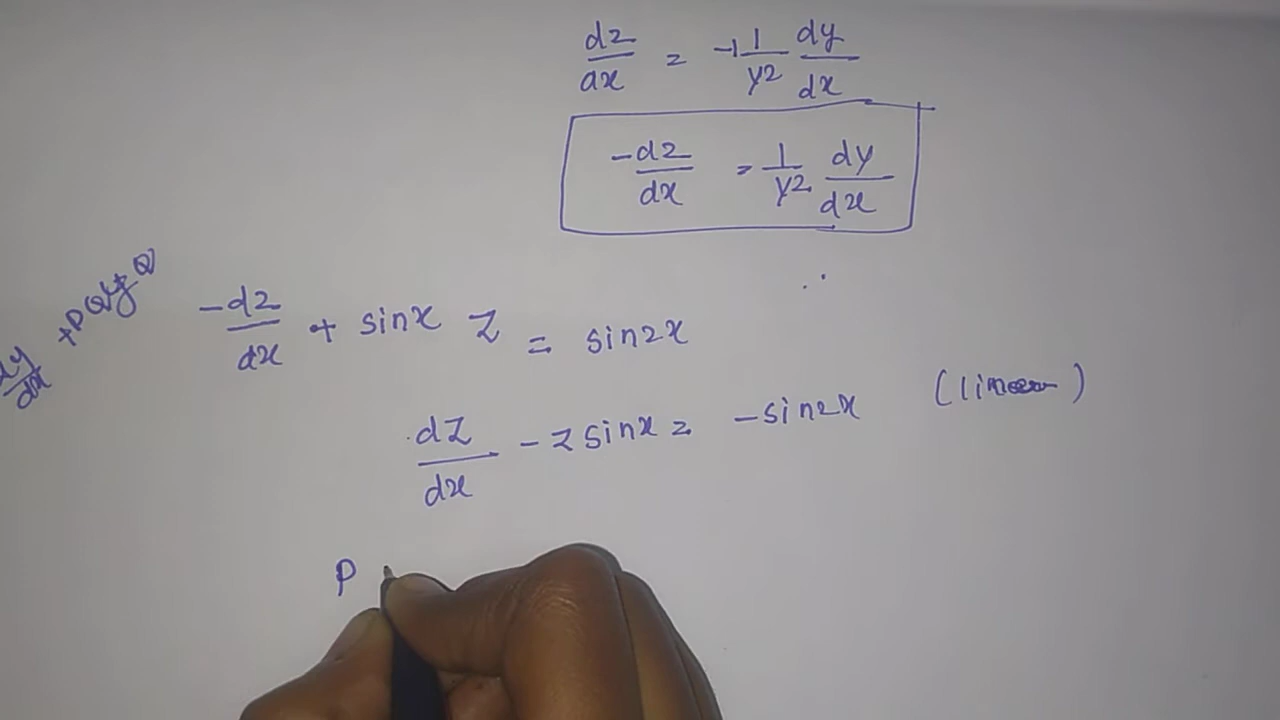 dz/dx = -1 1/y2 dy/dx
-dz/dx = 1/y2 dy/dx
-dz/dx + sinx z = sin2x
dz/dx - z sinx = -sin2x (linear)
dy/dx +P
P